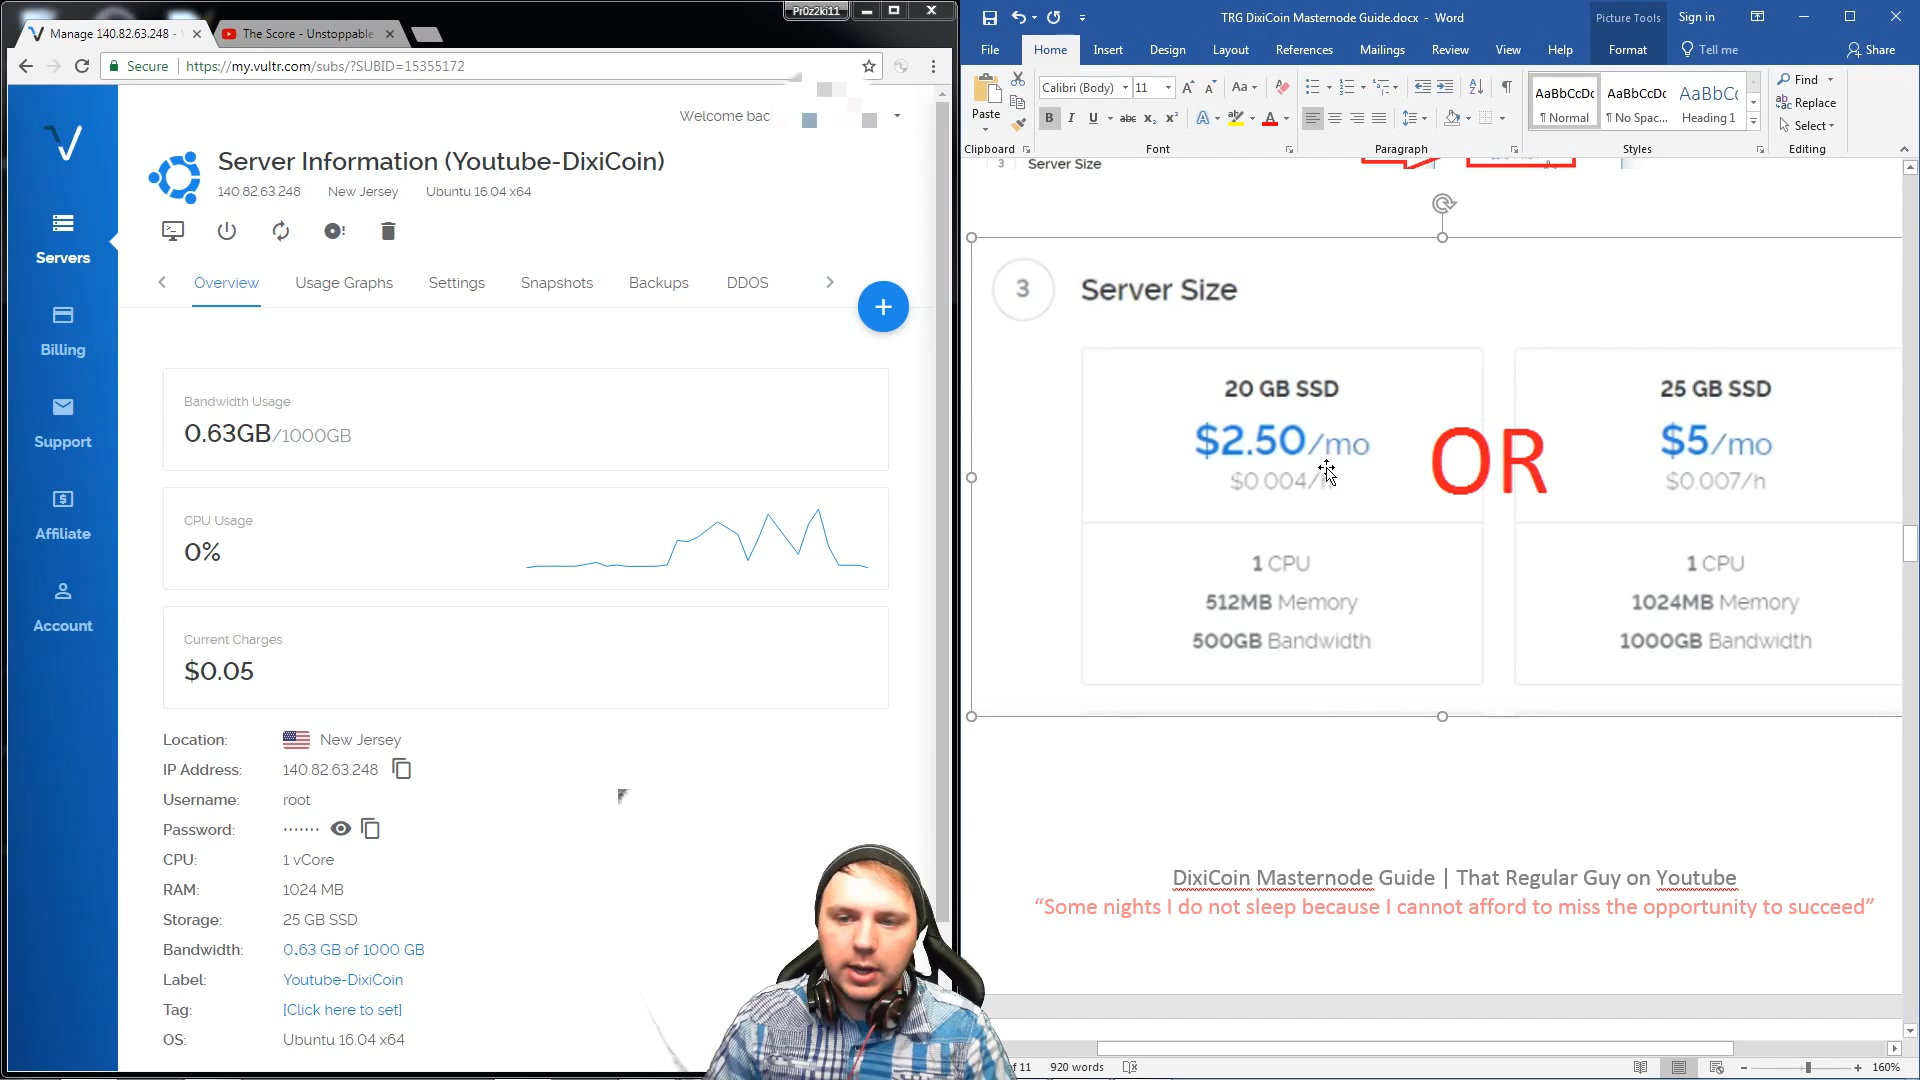 Pr0z2ki11
Manage 140.82.63.248 -
The Score - Unstoppable
Secure
https://my.vultr.com/subs/?SUBID=15355172
Welcome bac
Servers
Billing
Support
Affiliate
Account
Server Information (Youtube-DixiCoin)
140.82.63.248 New Jersey Ubuntu 16.04 x64
Overview Usage Graphs Settings Snapshots Backups DDOS
Bandwidth Usage
0.63GB/1000GB
CPU Usage
0%
Current Charges
$0.05
Location: New Jersey
IP Address: 140.82.63.248
Username: root
Password: ·······
CPU: 1 vCore
RAM: 1024 MB
Storage: 25 GB SSD
Bandwidth: 0.63 GB of 1000 GB
Label: Youtube-DixiCoin
Tag: [Click here to set]
OS: Ubuntu 16.04 x64
TRG DixiCoin Masternode Guide.docx - Word
Picture Tools
Sign in
File Home Insert Design Layout References Mailings Review View Help Format Tell me Share
Paste
Clipboard
Calibri (Body) 11
Font
Paragraph
AaBbCcDc AaBbCcDc AaBbC
¶ Normal ¶ No Spac... Heading 1
Styles
Find
Replace
Select
Editing
3 Server Size
3 Server Size
20 GB SSD
$2.50/mo
$0.004/h
1 CPU
512MB Memory
500GB Bandwidth
OR
25 GB SSD
$5/mo
$0.007/h
1 CPU
1024MB Memory
1000GB Bandwidth
DixiCoin Masternode Guide | That Regular Guy on Youtube
“Some nights I do not sleep because I cannot afford to miss the opportunity to succeed”
of 11 920 words
160%